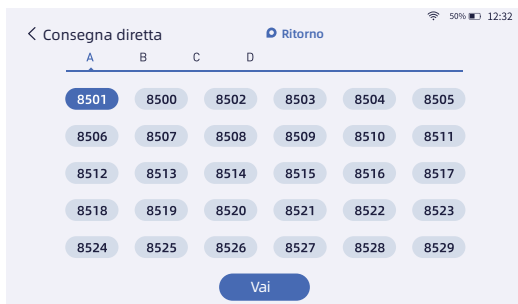 50% 12:32
Consegna diretta Ritorno
A B C D
8501 8500 8502 8503 8504 8505
8506 8507 8508 8509 8510 8511
8512 8513 8514 8515 8516 8517
8518 8519 8520 8521 8522 8523
8524 8525 8526 8527 8528 8529
Vai